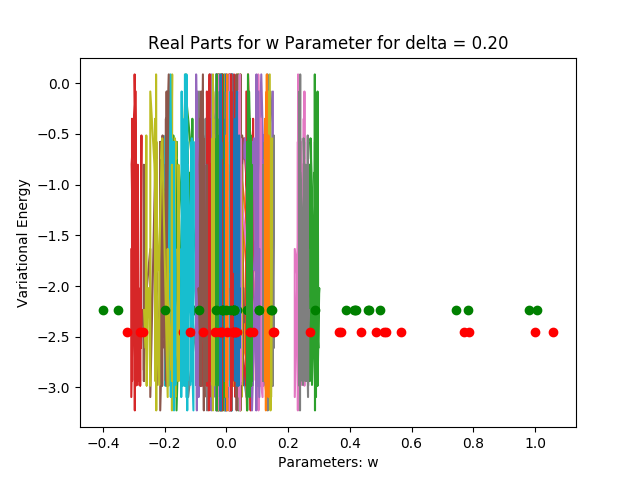 Real Parts for w Parameter for delta = 0.20
Variational Energy
0.0
−0.5
−1.0
−1.5
−2.0
−2.5
−3.0
−0.4 −0.2 0.0 0.2 0.4 0.6 0.8 1.0
Parameters: w